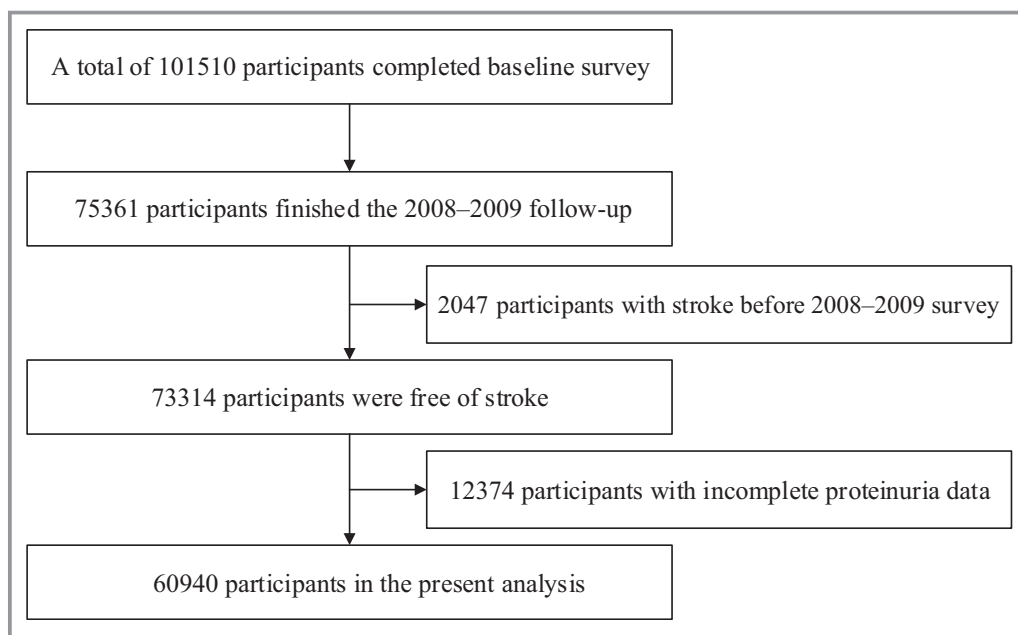 A total of 101510 participants completed baseline survey
75361 participants finished the 2008–2009 follow-up
2047 participants with stroke before 2008–2009 survey
73314 participants were free of stroke
12374 participants with incomplete proteinuria data
60940 participants in the present analysis